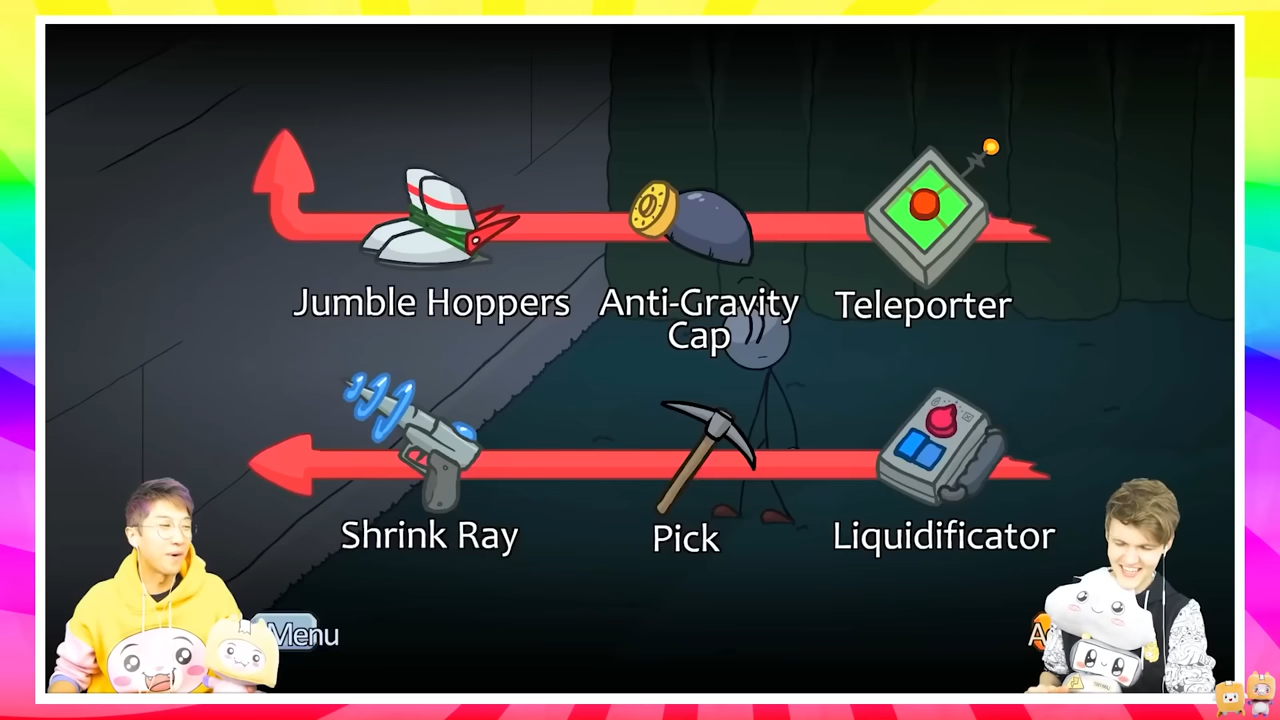 Jumble Hoppers
Anti-Gravity
Cap
Teleporter
Shrink Ray
Pick
Liquidificator
Menu